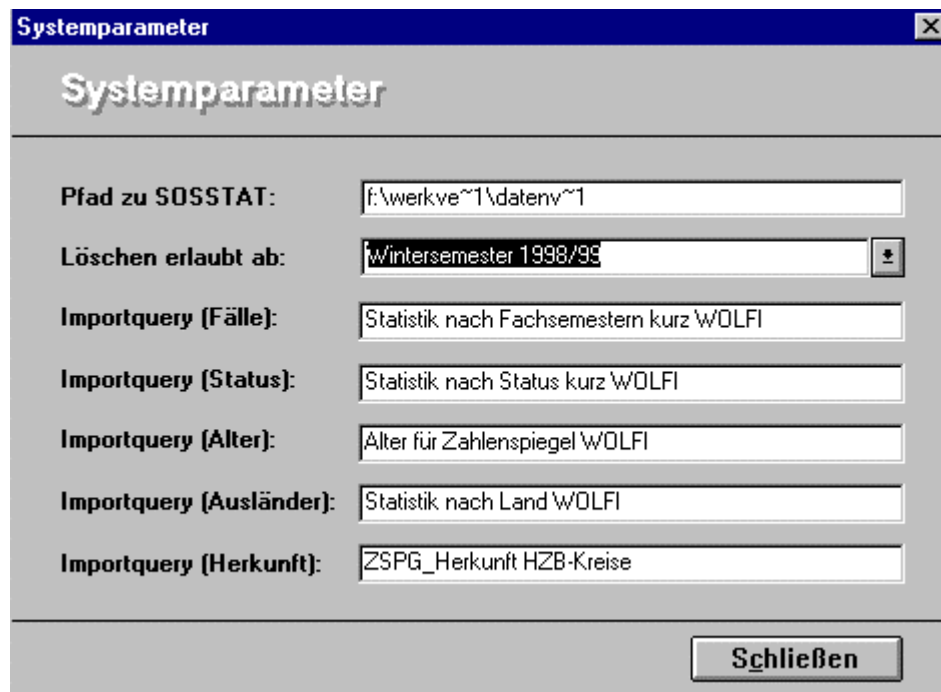 Systemparameter
Systemparameter
Pfad zu SOSSTAT: f:\werkve~1\datenv~1
Löschen erlaubt ab: Wintersemester 1998/99
Importquery (Fälle): Statistik nach Fachsemestern kurz WOLFI
Importquery (Status): Statistik nach Status kurz WOLFI
Importquery (Alter): Alter für Zahlenspiegel WOLFI
Importquery (Ausländer): Statistik nach Land WOLFI
Importquery (Herkunft): ZSPG_Herkunft HZB-Kreise
Schließen